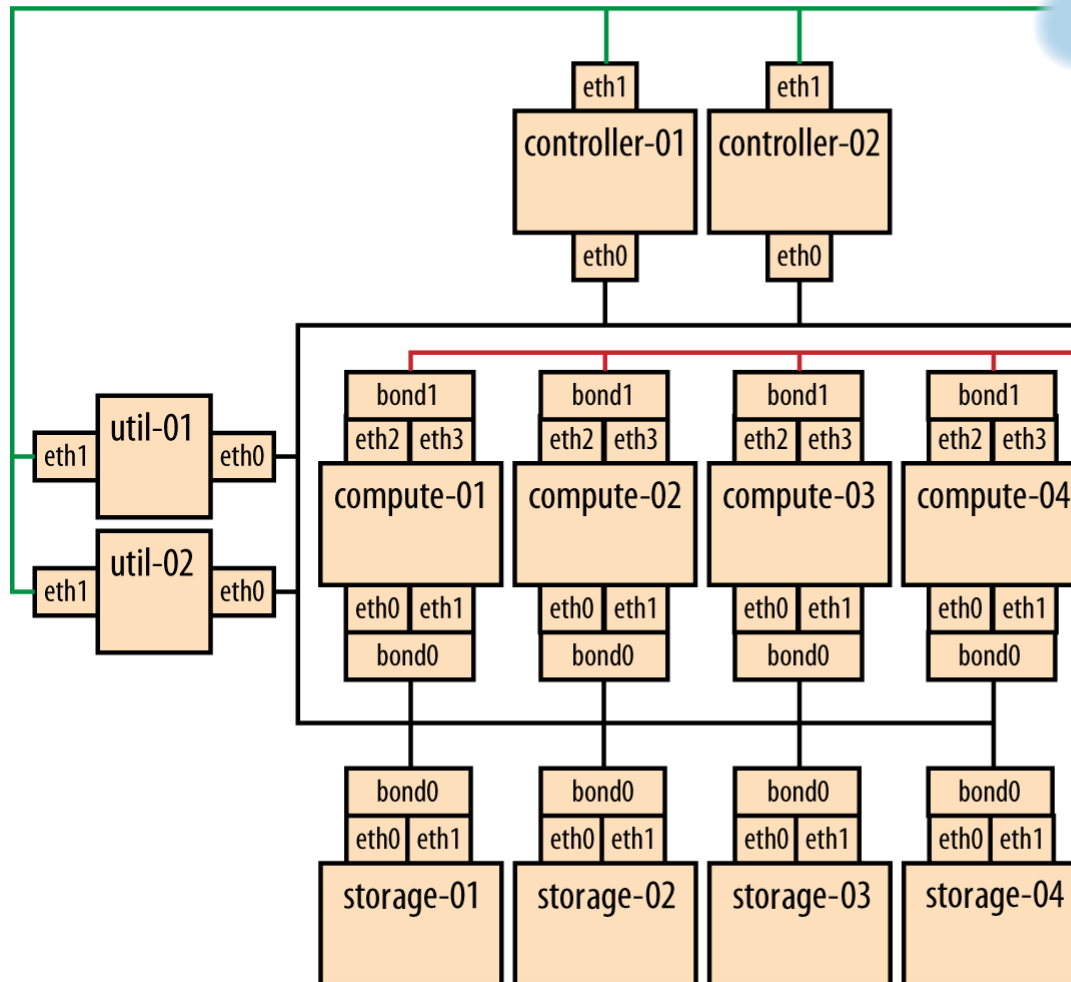 eth1 eth1
controller-01 controller-02
eth0 eth0
bond1 bond1 bond1 bond1
eth2 eth3 eth2 eth3 eth2 eth3 eth2 eth3
util-01
eth1 eth0
compute-01 compute-02 compute-03 compute-04
util-02
eth1 eth0
eth0 eth1 eth0 eth1 eth0 eth1 eth0 eth1
bond0 bond0 bond0 bond0
bond0 bond0 bond0 bond0
eth0 eth1 eth0 eth1 eth0 eth1 eth0 eth1
storage-01 storage-02 storage-03 storage-04